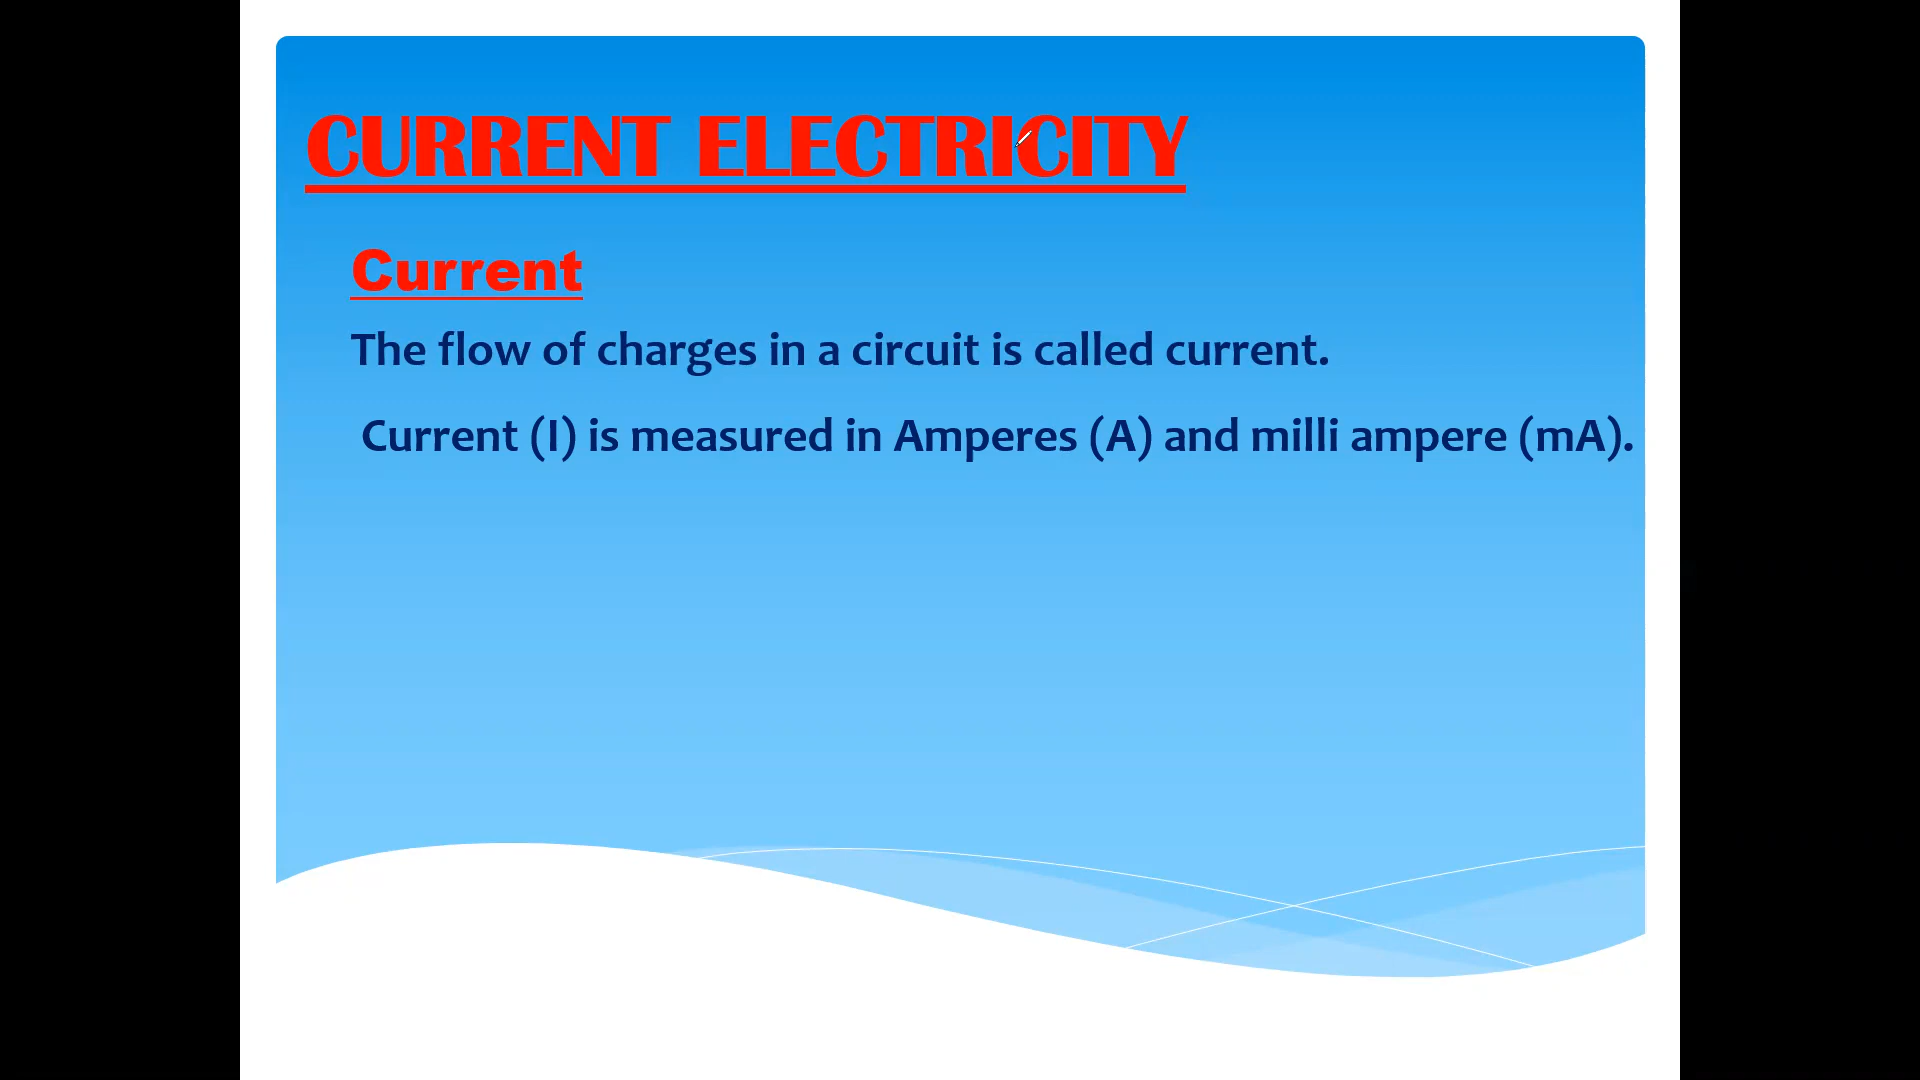 CURRENT ELECTRICITY
Current
The flow of charges in a circuit is called current.
Current (I) is measured in Amperes (A) and milli ampere (mA).